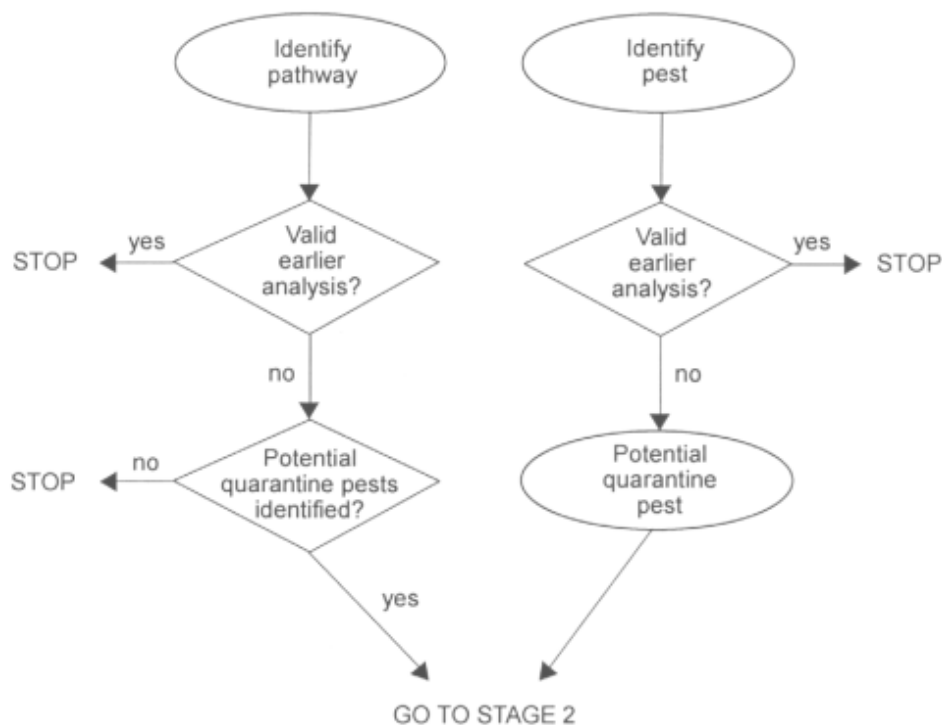 Identify
pathway
Identify
pest
Valid
earlier
analysis?
yes
STOP
Valid
earlier
analysis?
yes
STOP
no
no
Potential
quarantine pests
identified?
no
STOP
Potential
quarantine
pest
yes
GO TO STAGE 2